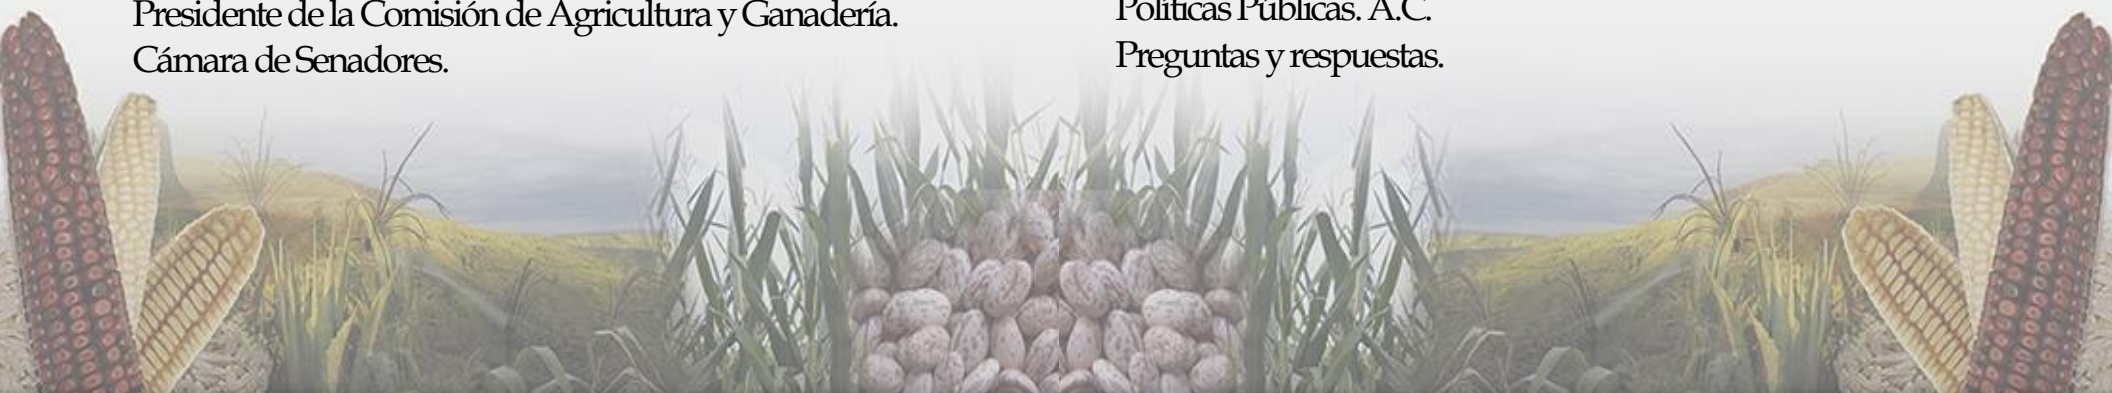 Presidente de la Comisión de Agricultura y Ganadería.
Cámara de Senadores.
Políticas Públicas. A.C.
Preguntas y respuestas.